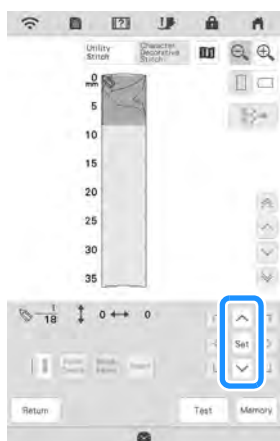 Utility
Stitch
Character
Decorative
Stitch
0
mm
5
10
15
20
25
30
35
1
18
0
0
Set
Insert
Return
Test
Memory